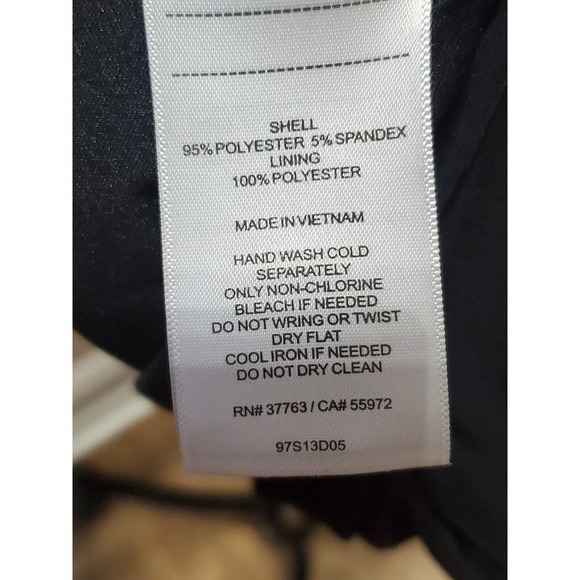 SHELL
95% POLYESTER 5% SPANDEX
LINING
100% POLYESTER
MADE IN VIETNAM
HAND WASH COLD
SEPARATELY
ONLY NON-CHLORINE
BLEACH IF NEEDED
DO NOT WRING OR TWIST
DRY FLAT
COOL IRON IF NEEDED
DO NOT DRY CLEAN
RN# 37763 / CA# 55972
97S13D05